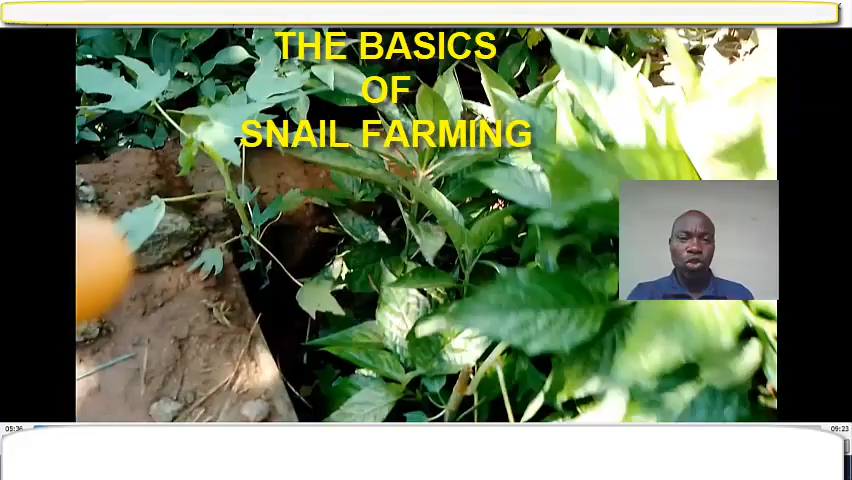 THE BASICS
OF
SNAIL FARMING
05:36
09:23